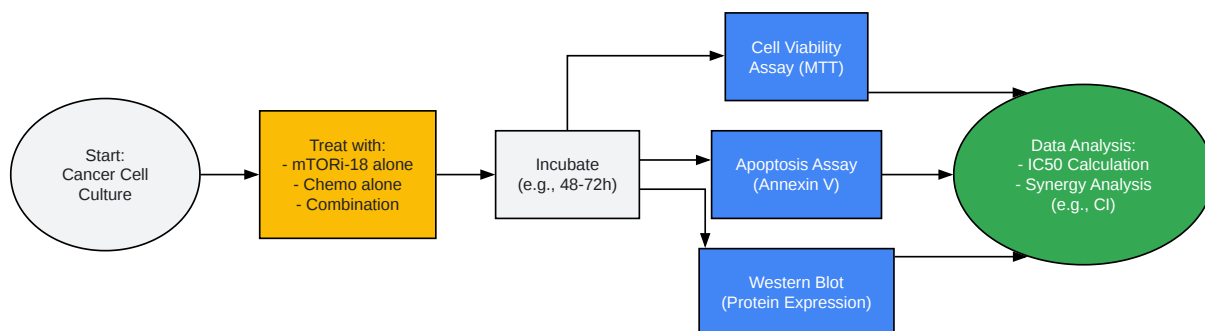 Start:
Cancer Cell
Culture
Treat with:
- mTORi-18 alone
- Chemo alone
- Combination
Incubate
(e.g., 48-72h)
Cell Viability
Assay (MTT)
Apoptosis Assay
(Annexin V)
Western Blot
(Protein Expression)
Data Analysis:
- IC50 Calculation
- Synergy Analysis
(e.g., CI)